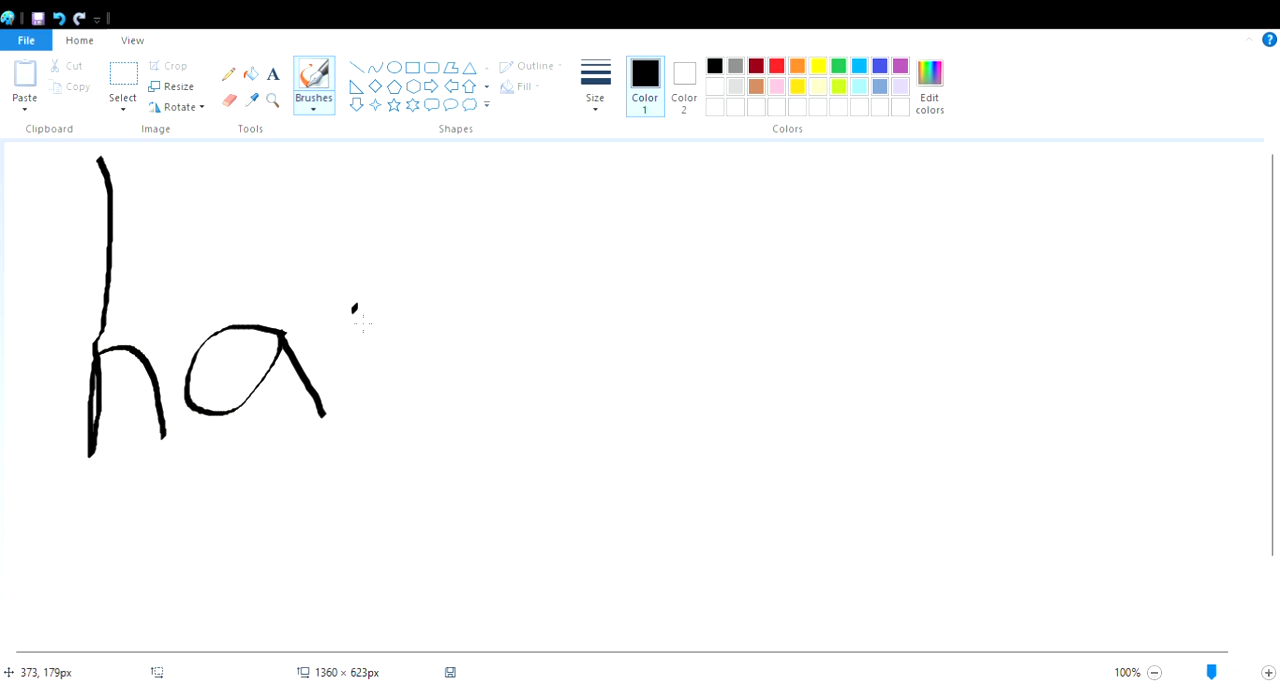 File Home View
Paste Cut Copy Clipboard
Select Crop Resize Rotate Image
Tools
Brushes
Shapes Outline Fill
Size
Color 1 Color 2 Edit colors Colors
ha
373, 179px 1360 × 623px 100%